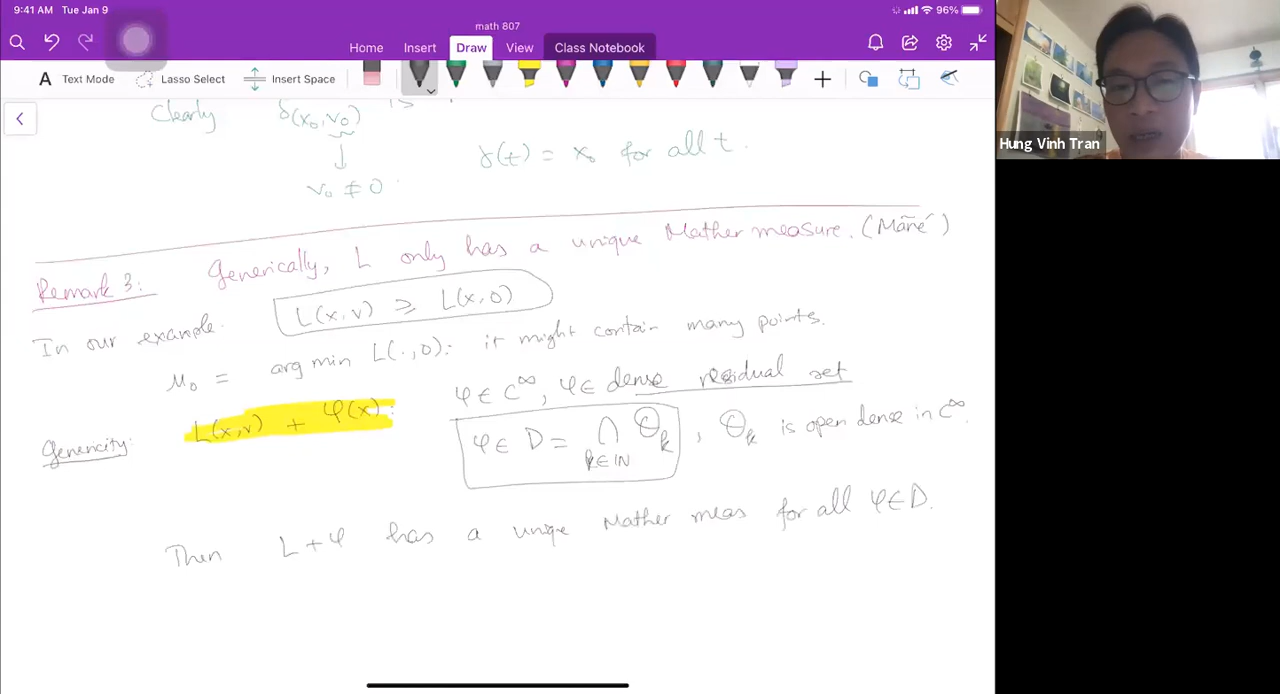 9:41 AM Tue Jan 9
96%
math 807
Home Insert Draw View Class Notebook
A Text Mode Lasso Select Insert Space
Hung Vinh Tran
Clearly δ(x₀,v₀) is
↓
v₀ ≠ 0.
γ(t) = x₀ for all t.
Remark 3: Generically, L only has a unique Mather measure. (Mañé)
In our example. L(x,v) ≥ L(x,0)
M₀ = arg min L(·,0): it might contain many points.
φ ∈ C^∞, φ ∈ dense residual set
Genericity: L(x,v) + φ(x):
φ ∈ D = ∩_{k∈ℕ} Θ_k, Θ_k is open dense in C^∞.
Then L+φ has a unique Mather meas for all φ∈D.